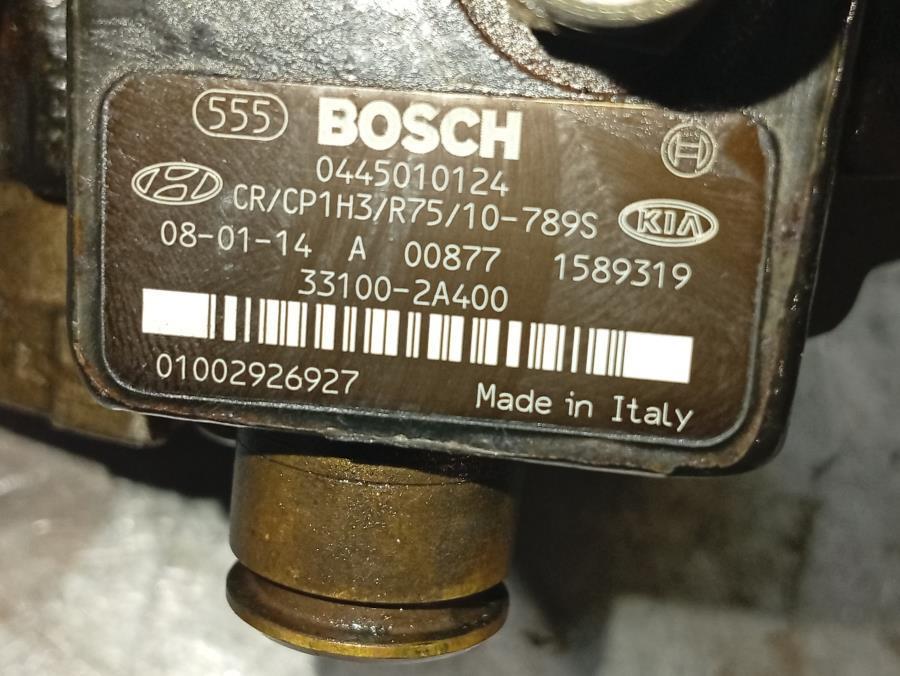 555 BOSCH
0445010124
CR/CP1H3/R75/10-789S KIA
08-01-14 A 00877 1589319
33100-2A400
01002926927
Made in Italy